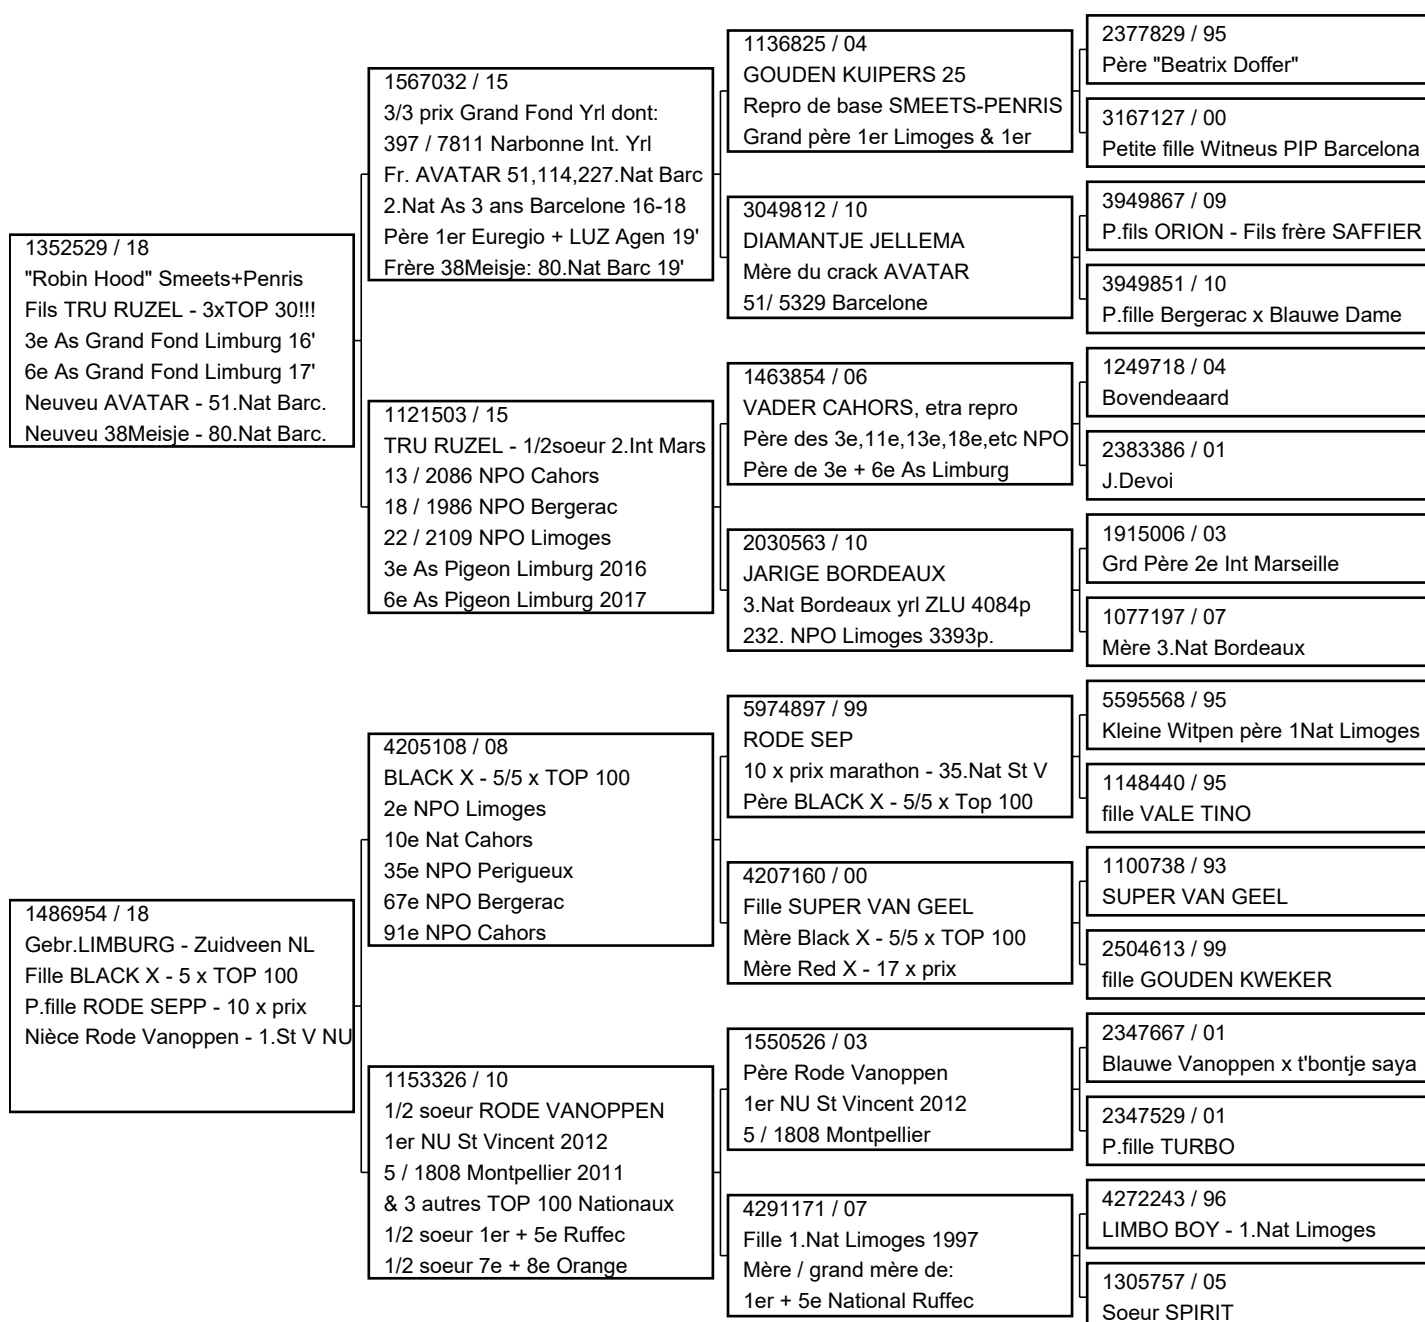 1352529 / 18
"Robin Hood" Smeets+Penris
Fils TRU RUZEL - 3xTOP 30!!!
3e As Grand Fond Limburg 16'
6e As Grand Fond Limburg 17'
Neuveu AVATAR - 51.Nat Barc.
Neuveu 38Meisje - 80.Nat Barc.
1486954 / 18
Gebr.LIMBURG - Zuidveen NL
Fille BLACK X - 5 x TOP 100
P.fille RODE SEPP - 10 x prix
Nièce Rode Vanoppen - 1.St V NU
1567032 / 15
3/3 prix Grand Fond Yrl dont:
397 / 7811 Narbonne Int. Yrl
Fr. AVATAR 51,114,227.Nat Barc
2.Nat As 3 ans Barcelone 16-18
Père 1er Euregio + LUZ Agen 19'
Frère 38Meisje: 80.Nat Barc 19'
1121503 / 15
TRU RUZEL - 1/2soeur 2.Int Mars
13 / 2086 NPO Cahors
18 / 1986 NPO Bergerac
22 / 2109 NPO Limoges
3e As Pigeon Limburg 2016
6e As Pigeon Limburg 2017
4205108 / 08
BLACK X - 5/5 x TOP 100
2e NPO Limoges
10e Nat Cahors
35e NPO Perigueux
67e NPO Bergerac
91e NPO Cahors
1153326 / 10
1/2 soeur RODE VANOPPEN
1er NU St Vincent 2012
5 / 1808 Montpellier 2011
& 3 autres TOP 100 Nationaux
1/2 soeur 1er + 5e Ruffec
1/2 soeur 7e + 8e Orange
1136825 / 04
GOUDEN KUIPERS 25
Repro de base SMEETS-PENRIS
Grand père 1er Limoges & 1er
3049812 / 10
DIAMANTJE JELLEMA
Mère du crack AVATAR
51/ 5329 Barcelone
1463854 / 06
VADER CAHORS, etra repro
Père des 3e,11e,13e,18e,etc NPO
Père de 3e + 6e As Limburg
2030563 / 10
JARIGE BORDEAUX
3.Nat Bordeaux yrl ZLU 4084p
232. NPO Limoges 3393p.
5974897 / 99
RODE SEP
10 x prix marathon - 35.Nat St V
Père BLACK X - 5/5 x Top 100
4207160 / 00
Fille SUPER VAN GEEL
Mère Black X - 5/5 x TOP 100
Mère Red X - 17 x prix
1550526 / 03
Père Rode Vanoppen
1er NU St Vincent 2012
5 / 1808 Montpellier
4291171 / 07
Fille 1.Nat Limoges 1997
Mère / grand mère de:
1er + 5e National Ruffec
2377829 / 95
Père "Beatrix Doffer"
3167127 / 00
Petite fille Witneus PIP Barcelona
3949867 / 09
P.fils ORION - Fils frère SAFFIER
3949851 / 10
P.fille Bergerac x Blauwe Dame
1249718 / 04
Bovendeaard
2383386 / 01
J.Devoi
1915006 / 03
Grd Père 2e Int Marseille
1077197 / 07
Mère 3.Nat Bordeaux
5595568 / 95
Kleine Witpen père 1Nat Limoges
1148440 / 95
fille VALE TINO
1100738 / 93
SUPER VAN GEEL
2504613 / 99
fille GOUDEN KWEKER
2347667 / 01
Blauwe Vanoppen x t'bontje saya
2347529 / 01
P.fille TURBO
4272243 / 96
LIMBO BOY - 1.Nat Limoges
1305757 / 05
Soeur SPIRIT